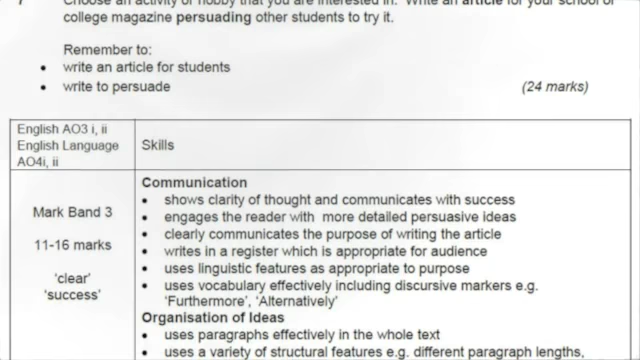 7 Choose an activity or hobby that you are interested in. Write an article for your school or
college magazine persuading other students to try it.
Remember to:
• write an article for students
• write to persuade (24 marks)
English AO3 i, ii
English Language
AO4i, ii
Skills
Mark Band 3
11-16 marks
'clear'
'success'
Communication
• shows clarity of thought and communicates with success
• engages the reader with more detailed persuasive ideas
• clearly communicates the purpose of writing the article
• writes in a register which is appropriate for audience
• uses linguistic features as appropriate to purpose
• uses vocabulary effectively including discursive markers e.g.
'Furthermore', 'Alternatively'
Organisation of Ideas
• uses paragraphs effectively in the whole text
• uses a variety of structural features e.g. different paragraph lengths,